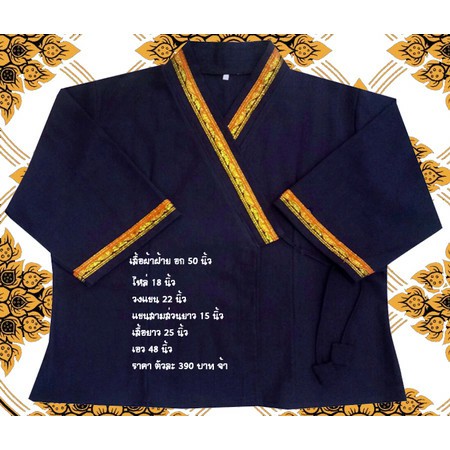 เสื้อผ้าฝ้าย อก 50 นิ้ว
ไหล่ 18 นิ้ว
วงแขน 22 นิ้ว
แขนสามส่วนยาว 15 นิ้ว
เสื้อยาว 25 นิ้ว
เอว 48 นิ้ว
ราคา ตัวละ 390 บาท จ้า